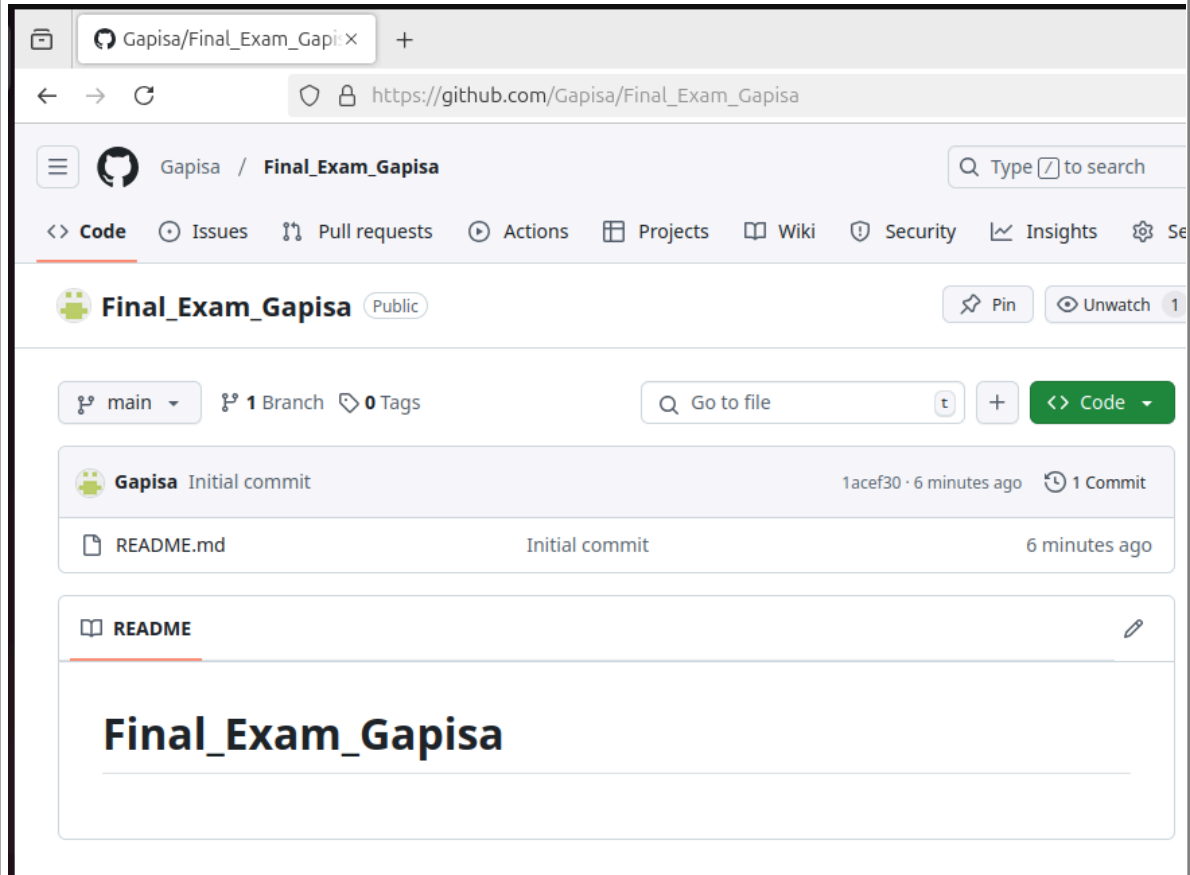 Gapisa/Final_Exam_Gapi
https://github.com/Gapisa/Final_Exam_Gapisa
Gapisa / Final_Exam_Gapisa Type / to search
Code Issues Pull requests Actions Projects Wiki Security Insights Se
Final_Exam_Gapisa Public Pin Unwatch 1
main 1 Branch 0 Tags Go to file t + Code
Gapisa Initial commit 1acef30 · 6 minutes ago 1 Commit
README.md Initial commit 6 minutes ago
README
Final_Exam_Gapisa